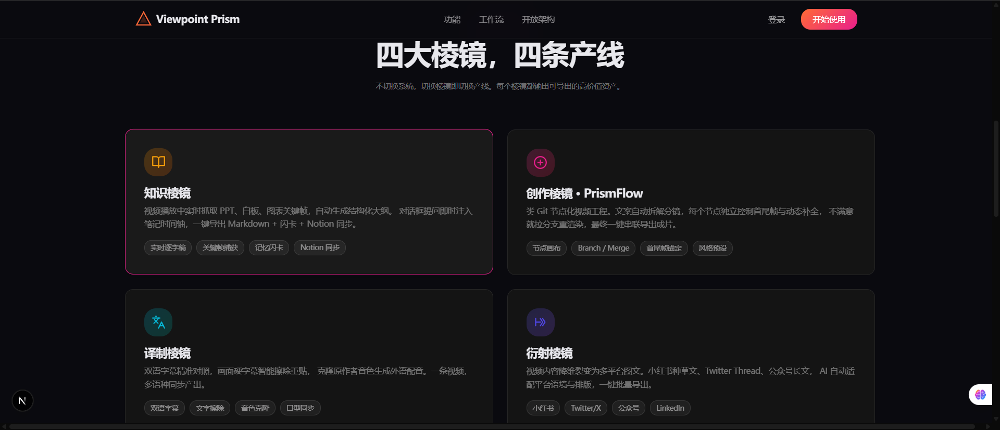 Viewpoint Prism
功能
工作流
开放架构
登录
开始使用
四大棱镜，四条产线
不切换系统，切换棱镜即切换产线。每个棱镜都输出可导出的高价值资产。
知识棱镜
视频播放中实时抓取 PPT、白板、图表关键帧，自动生成结构化大纲。 对话框提问即时注入
笔记时间轴，一键导出 Markdown + 闪卡 + Notion 同步。
实时逐字稿
关键帧捕获
记忆闪卡
Notion 同步
创作棱镜 • PrismFlow
类 Git 节点化视频工程。文案自动拆解分镜，每个节点独立控制首尾帧与动态补全， 不满意
就拉分支重渲染，最终一键串联导出成片。
节点画布
Branch / Merge
首尾帧锚定
风格预设
译制棱镜
双语字幕精准对照，画面硬字幕智能擦除重贴， 克隆原作者音色生成外语配音。一条视频，
多语种同步产出。
双语字幕
文字擦除
音色克隆
口型同步
衍射棱镜
视频内容降维裂变为多平台图文。小红书种草文、Twitter Thread、公众号长文， AI 自动适
配平台语境与排版，一键批量导出。
小红书
Twitter/X
公众号
LinkedIn
N